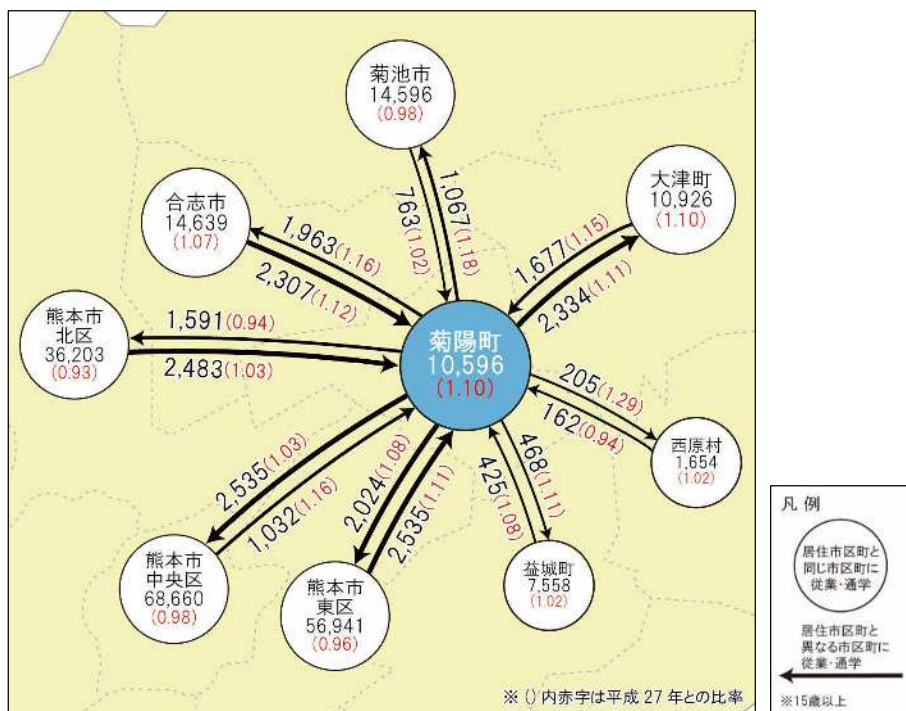 菊池市
14,596
(0.98)
大津町
10,926
(1.10)
合志市
14,639
(1.07)
1,067(1.18)
763(1.02)
1,963(1.16)
2,307(1.12)
1,677(1.15)
2,334(1.11)
熊本市
北区
36,203
(0.93)
1,591(0.94)
2,483(1.03)
菊陽町
10,596
(1.10)
205(1.29)
162(0.94)
西原村
1,654
(1.02)
2,535(1.03)
1,032(1.16)
2,024(1.08)
2,535(1.11)
468(1.11)
425(1.08)
熊本市
中央区
68,660
(0.98)
熊本市
東区
56,941
(0.96)
益城町
7,558
(1.02)
※()内赤字は平成27年との比率
凡例
居住市区町と
同じ市区町に
従業・通学
居住市区町と
異なる市区町に
従業・通学
※15歳以上